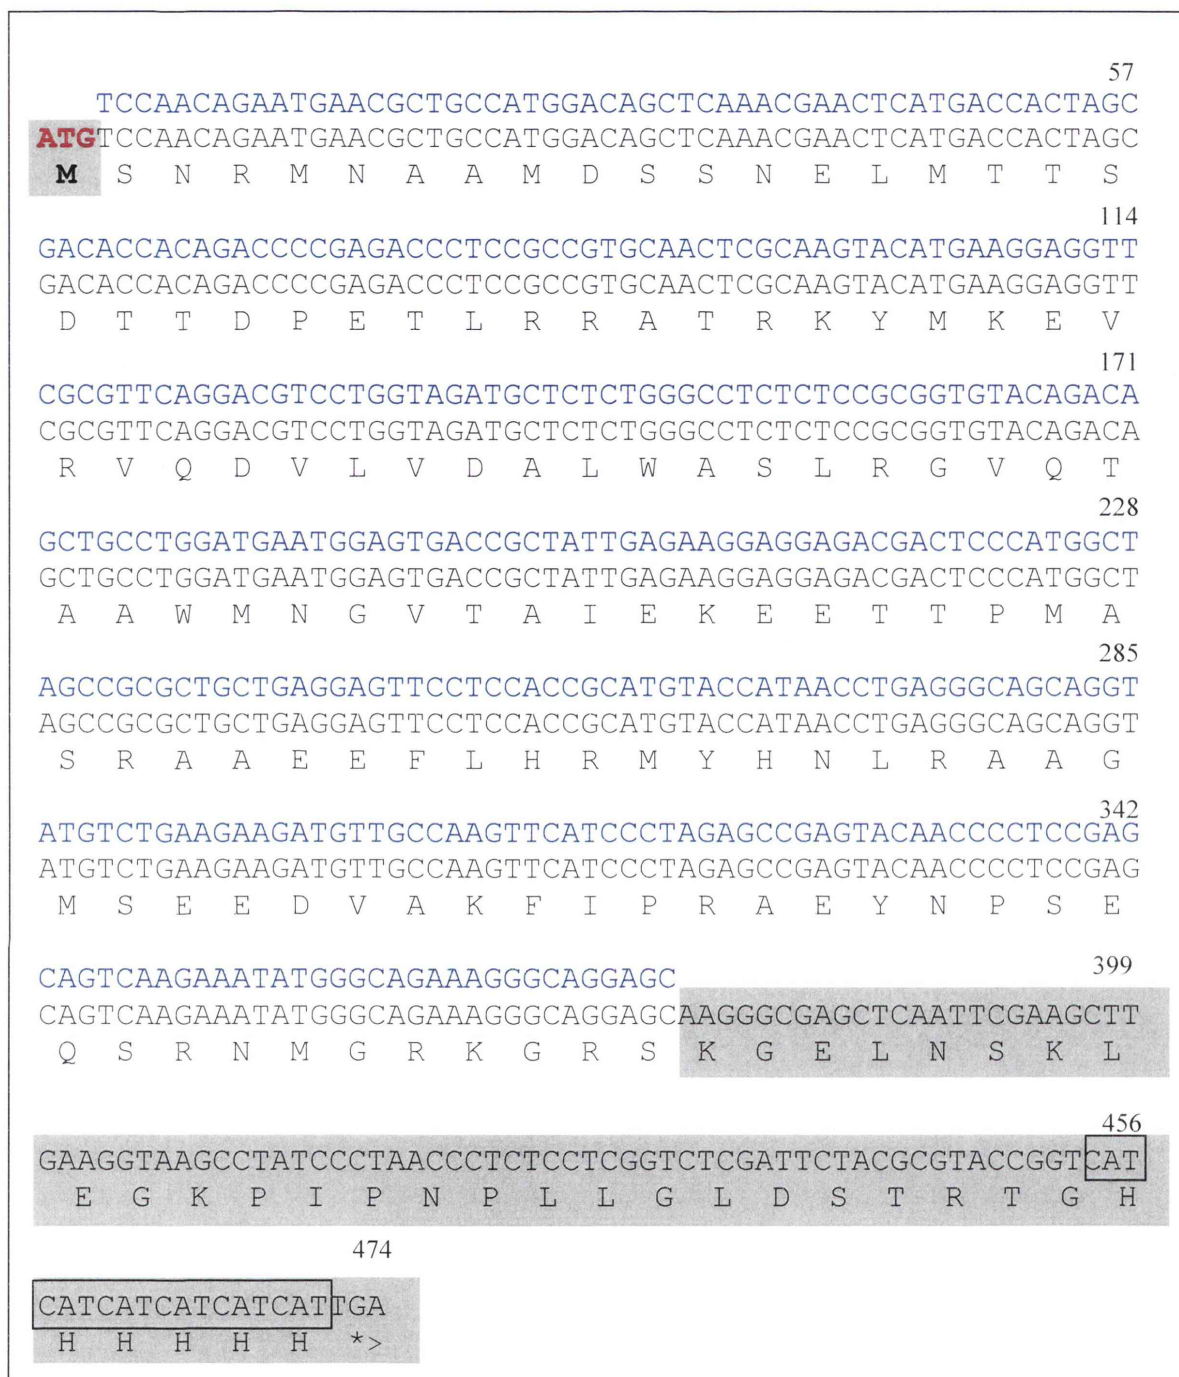 57
TCCAACAGAATGAACGCTGCCATGGACAGCTCAAACGAACTCATGACCACTAGC
ATGTCCAACAGAATGAACGCTGCCATGGACAGCTCAAACGAACTCATGACCACTAGC
M S N R M N A A M D S S N E L M T T S
114
GACACCACAGACCCCGAGACCCTCCGCCGTGCAACTCGCAAGTACATGAAGGAGGTT
GACACCACAGACCCCGAGACCCTCCGCCGTGCAACTCGCAAGTACATGAAGGAGGTT
D T T D P E T L R R A T R K Y M K E V
171
CGCGTTCAGGACGTCCTGGTAGATGCTCTCTGGGCCTCTCTCCGCGGTGTACAGACA
CGCGTTCAGGACGTCCTGGTAGATGCTCTCTGGGCCTCTCTCCGCGGTGTACAGACA
R V Q D V L V D A L W A S L R G V Q T
228
GCTGCCTGGATGAATGGAGTGACCGCTATTGAGAAGGAGGAGACGACTCCCATGGCT
GCTGCCTGGATGAATGGAGTGACCGCTATTGAGAAGGAGGAGACGACTCCCATGGCT
A A W M N G V T A I E K E E T T P M A
285
AGCCGCGCTGCTGAGGAGTTCCTCCACCGCATGTACCATAACCTGAGGGCAGCAGGT
AGCCGCGCTGCTGAGGAGTTCCTCCACCGCATGTACCATAACCTGAGGGCAGCAGGT
S R A A E E F L H R M Y H N L R A A G
342
ATGTCTGAAGAAGATGTTGCCAAGTTCATCCCTAGAGCCGAGTACAACCCCTCCGAG
ATGTCTGAAGAAGATGTTGCCAAGTTCATCCCTAGAGCCGAGTACAACCCCTCCGAG
M S E E D V A K F I P R A E Y N P S E
399
CAGTCAAGAAATATGGGCAGAAAGGGCAGGAGC
CAGTCAAGAAATATGGGCAGAAAGGGCAGGAGCAAGGGCGAGCTCAATTCGAAGCTT
Q S R N M G R K G R S K G E L N S K L
456
GAAGGTAAGCCTATCCCTAACCCTCTCCTCGGTCTCGATTCTACGCGTACCGGTCAT
E G K P I P N P L L G L D S T R T G H
474
CATCATCATCATCATTGA
H H H H H *>